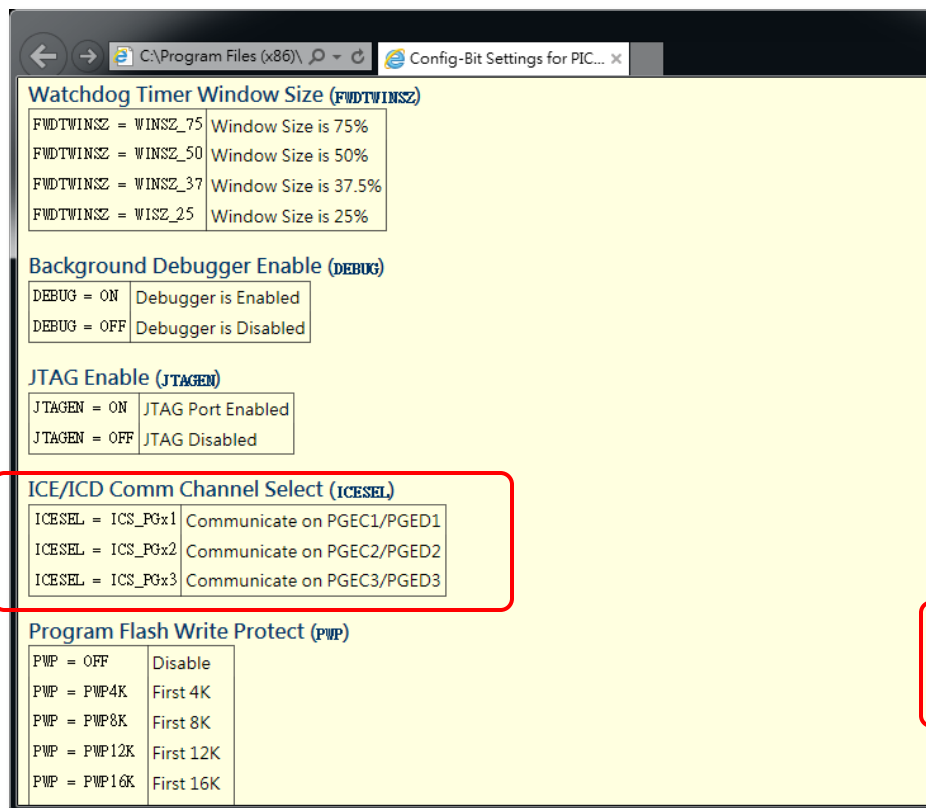 C:\Program Files (x86)\
Config-Bit Settings for PIC...
Watchdog Timer Window Size (FWDTWINSZ)
FWDTWINSZ = WINSZ_75 Window Size is 75%
FWDTWINSZ = WINSZ_50 Window Size is 50%
FWDTWINSZ = WINSZ_37 Window Size is 37.5%
FWDTWINSZ = WISZ_25 Window Size is 25%
Background Debugger Enable (DEBUG)
DEBUG = ON Debugger is Enabled
DEBUG = OFF Debugger is Disabled
JTAG Enable (JTAGEN)
JTAGEN = ON JTAG Port Enabled
JTAGEN = OFF JTAG Disabled
ICE/ICD Comm Channel Select (ICESEL)
ICESEL = ICS_PGx1 Communicate on PGEC1/PGED1
ICESEL = ICS_PGx2 Communicate on PGEC2/PGED2
ICESEL = ICS_PGx3 Communicate on PGEC3/PGED3
Program Flash Write Protect (PWP)
PWP = OFF Disable
PWP = PWP4K First 4K
PWP = PWP8K First 8K
PWP = PWP12K First 12K
PWP = PWP16K First 16K